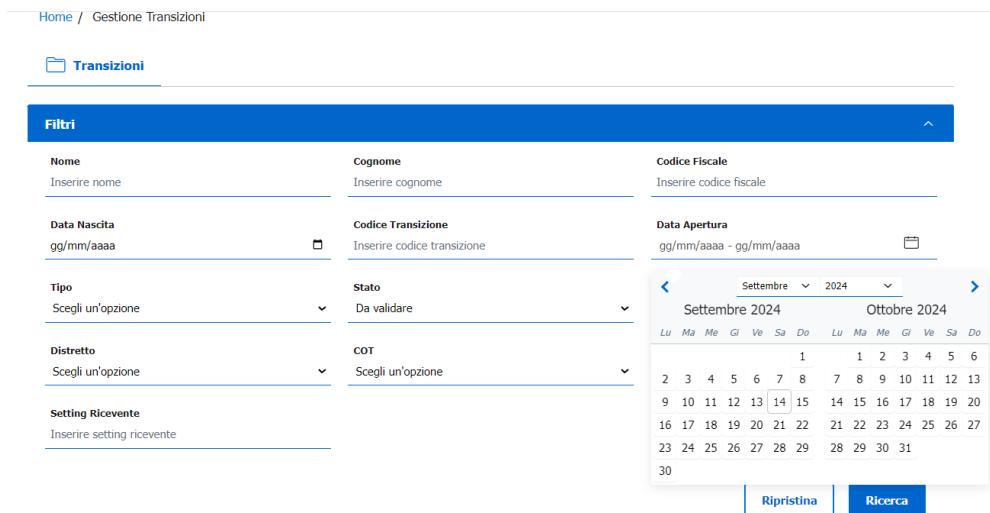 Home / Gestione Transizioni
Transizioni
Filtri
Nome Cognome Codice Fiscale
Inserire nome Inserire cognome Inserire codice fiscale
Data Nascita Codice Transizione Data Apertura
gg/mm/aaaa Inserire codice transizione gg/mm/aaaa - gg/mm/aaaa
Tipo Stato
Scegli un'opzione Da validare
Distretto COT
Scegli un'opzione Scegli un'opzione
Setting Ricevente
Inserire setting ricevente
Settembre 2024
Settembre 2024 Ottobre 2024
Lu Ma Me Gi Ve Sa Do Lu Ma Me Gi Ve Sa Do
1 1 2 3 4 5 6
2 3 4 5 6 7 8 7 8 9 10 11 12 13
9 10 11 12 13 14 15 14 15 16 17 18 19 20
16 17 18 19 20 21 22 21 22 23 24 25 26 27
23 24 25 26 27 28 29 28 29 30 31
30
Ripristina Ricerca